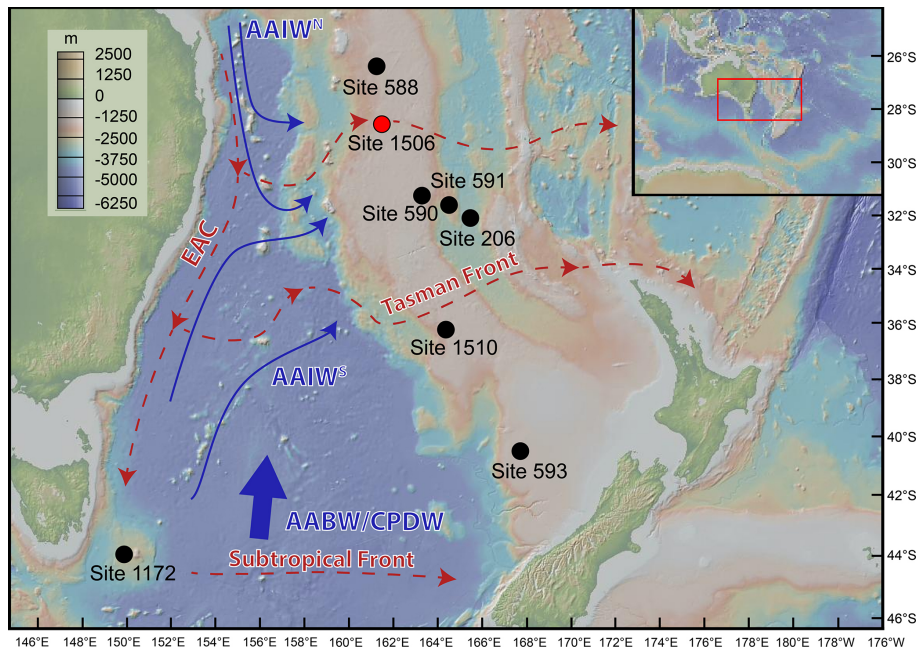 AAIWᴺ
m
2500
1250
0
-1250
-2500
-3750
-5000
-6250
Site 588
Site 1506
Site 591
Site 590
Site 206
EAC
Tasman Front
Site 1510
AAIWˢ
Site 593
AABW/CPDW
Subtropical Front
Site 1172
26°S
28°S
30°S
32°S
34°S
36°S
38°S
40°S
42°S
44°S
46°S
146°E 148°E 150°E 152°E 154°E 156°E 158°E 160°E 162°E 164°E 166°E 168°E 170°E 172°E 174°E 176°E 178°E 180°E 178°W 176°W